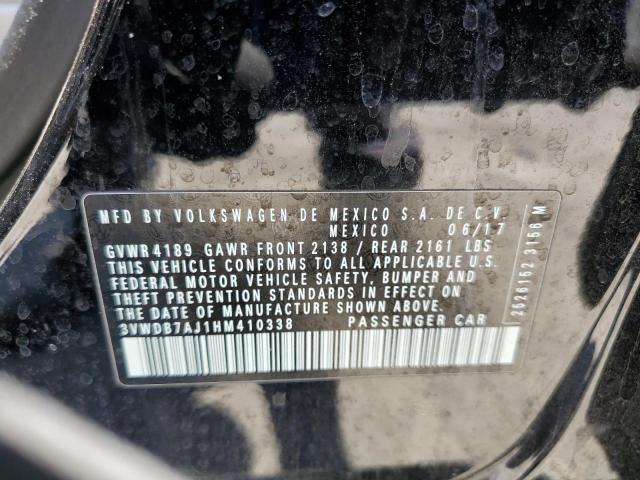 MFD BY VOLKSWAGEN DE MEXICO S.A. DE C.V.
MEXICO 06/17
GVWR 4189 GAWR FRONT 2138 / REAR 2161 LBS
THIS VEHICLE CONFORMS TO ALL APPLICABLE U.S.
FEDERAL MOTOR VEHICLE SAFETY, BUMPER AND
THEFT PREVENTION STANDARDS IN EFFECT ON
THE DATE OF MANUFACTURE SHOWN ABOVE.
3VWDB7AJ1HM410338 PASSENGER CAR
2526152 3156 M